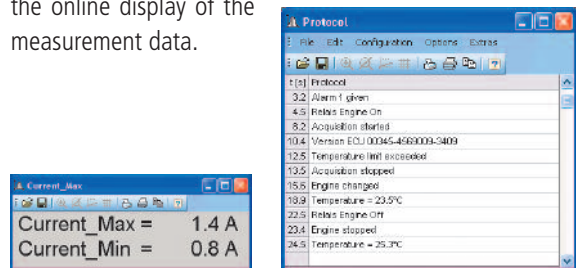 the online display of the
measurement data.
Current_Max
Current_Max = 1.4 A
Current_Min = 0.8 A
Protocol
File Edit Configuration Options Extras
t [s] Protocol
3.2 Alarm 1 given
4.5 Relais Engine On
8.2 Acquisition started
10.4 Version ECU 00345-4569009-3409
12.5 Temperature limit exceeded
13.5 Acquisition stopped
15.6 Engine changed
18.9 Temperature = 23.5°C
22.5 Relais Engine Off
23.4 Engine stopped
24.5 Temperature = 25.3°C